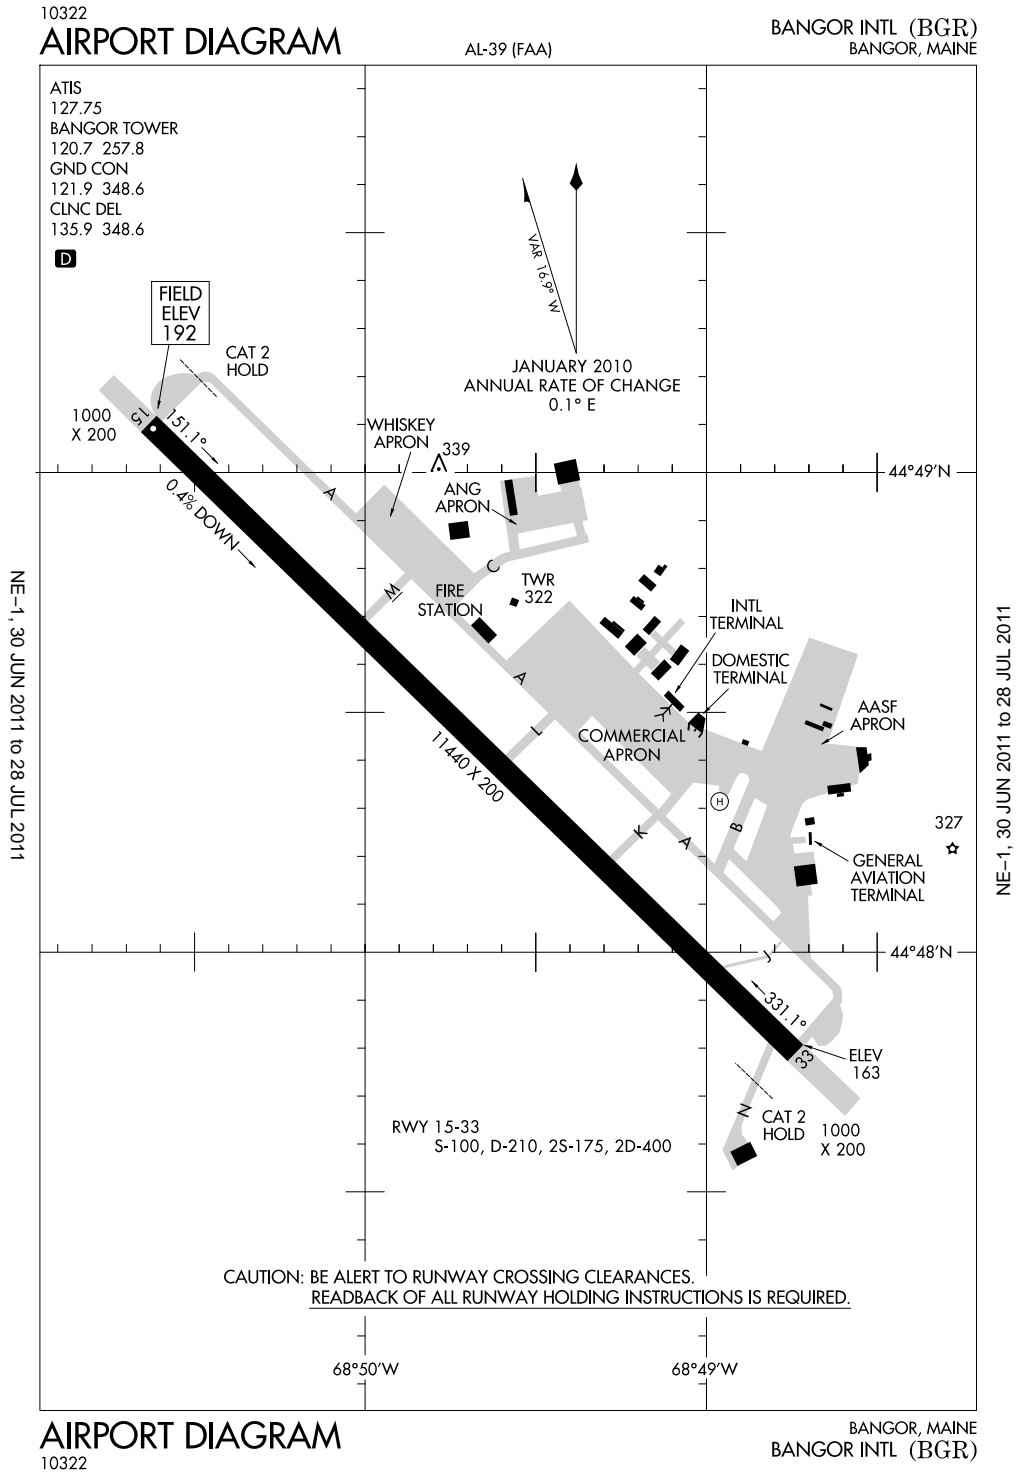 10322
AIRPORT DIAGRAM
AL-39 (FAA)
BANGOR INTL (BGR)
BANGOR, MAINE
ATIS
127.75
BANGOR TOWER
120.7 257.8
GND CON
121.9 348.6
CLNC DEL
135.9 348.6
D
VAR 16.9° W
JANUARY 2010
ANNUAL RATE OF CHANGE
0.1° E
FIELD
ELEV
192
CAT 2
HOLD
1000
X 200
15
151.1°
0.4% DOWN
WHISKEY
APRON
339
ANG
APRON
44°49'N
A
C
M
FIRE
STATION
TWR
322
INTL
TERMINAL
DOMESTIC
TERMINAL
A
L
COMMERCIAL
APRON
AASF
APRON
11440 X 200
H
K
A
B
327
GENERAL
AVIATION
TERMINAL
J
44°48'N
331.1°
33
ELEV
163
N
CAT 2
HOLD
1000
X 200
RWY 15-33
S-100, D-210, 2S-175, 2D-400
CAUTION: BE ALERT TO RUNWAY CROSSING CLEARANCES.
READBACK OF ALL RUNWAY HOLDING INSTRUCTIONS IS REQUIRED.
68°50'W
68°49'W
NE-1, 30 JUN 2011 to 28 JUL 2011
NE-1, 30 JUN 2011 to 28 JUL 2011
AIRPORT DIAGRAM
10322
BANGOR, MAINE
BANGOR INTL (BGR)